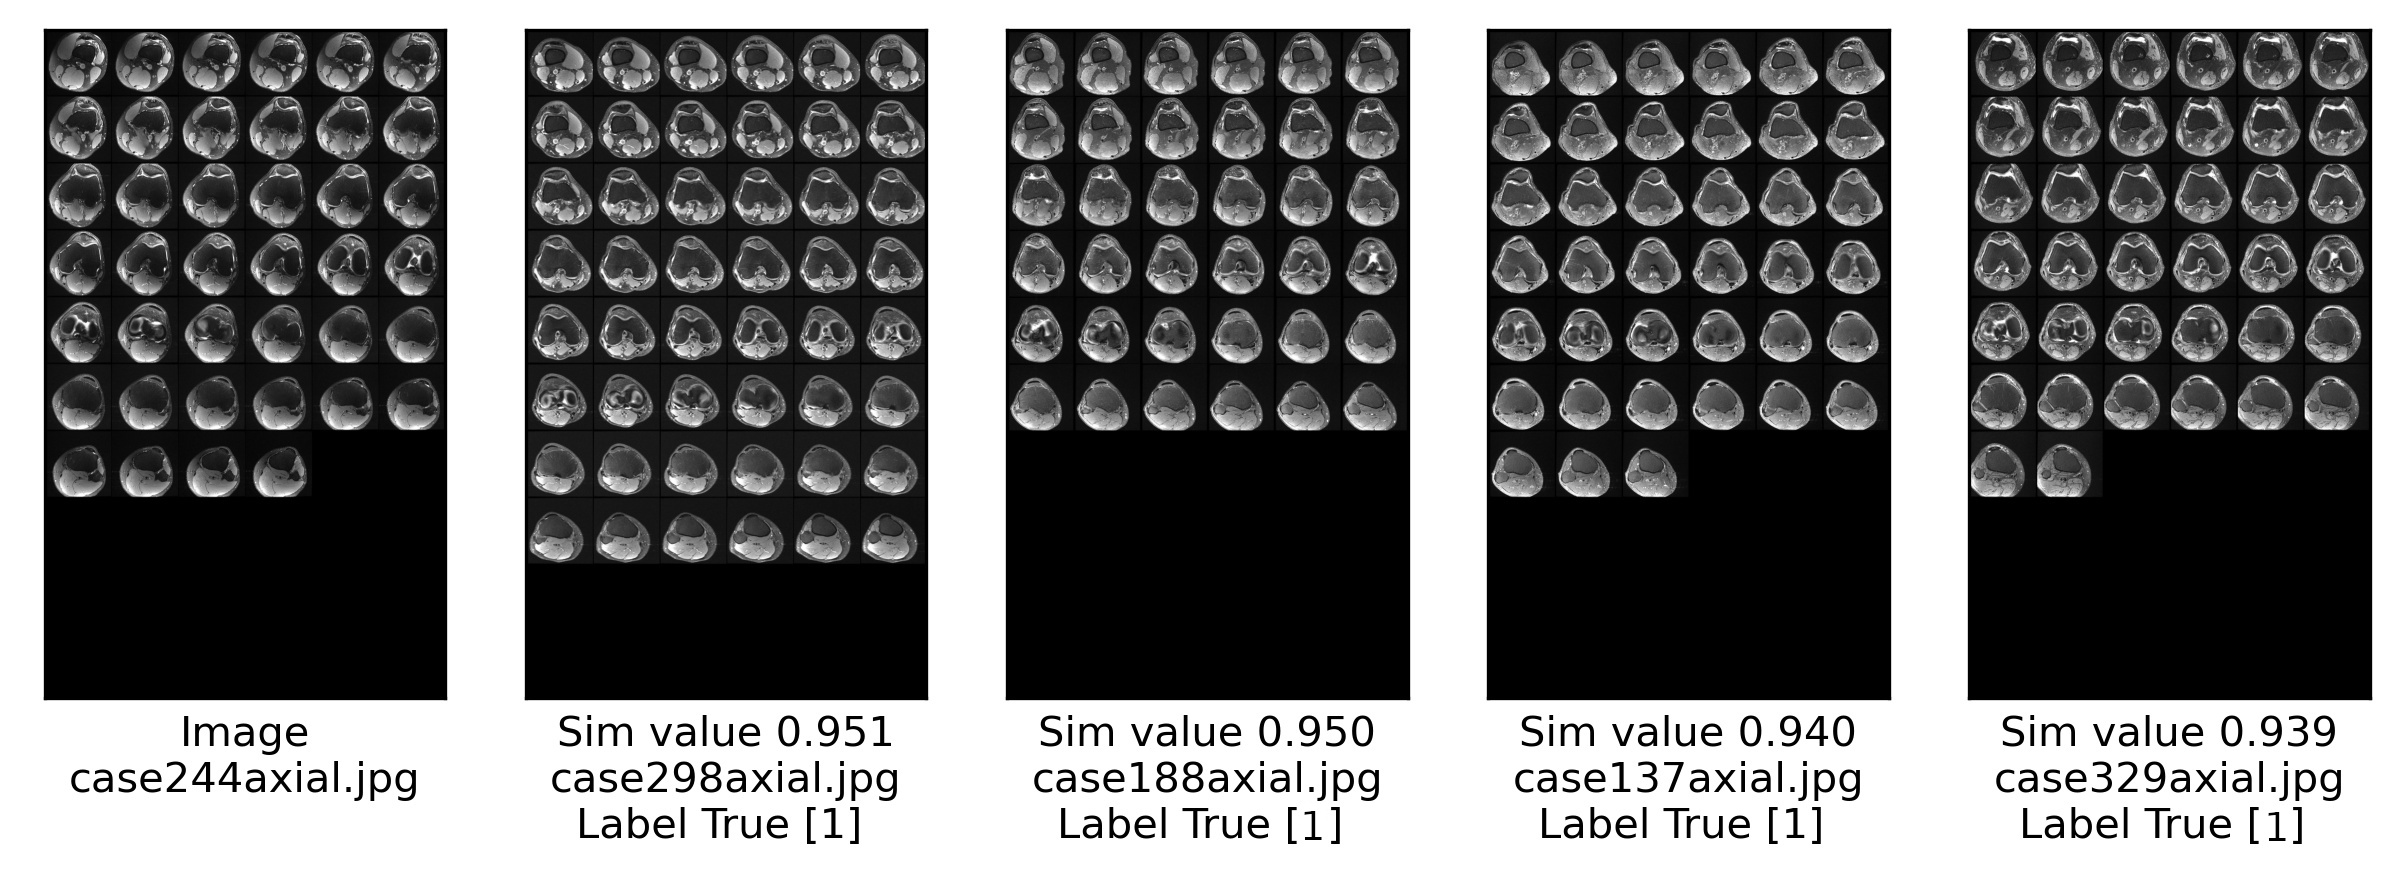 Image
case244axial.jpg
Sim value 0.951
case298axial.jpg
Label True [1]
Sim value 0.950
case188axial.jpg
Label True [1]
Sim value 0.940
case137axial.jpg
Label True [1]
Sim value 0.939
case329axial.jpg
Label True [1]